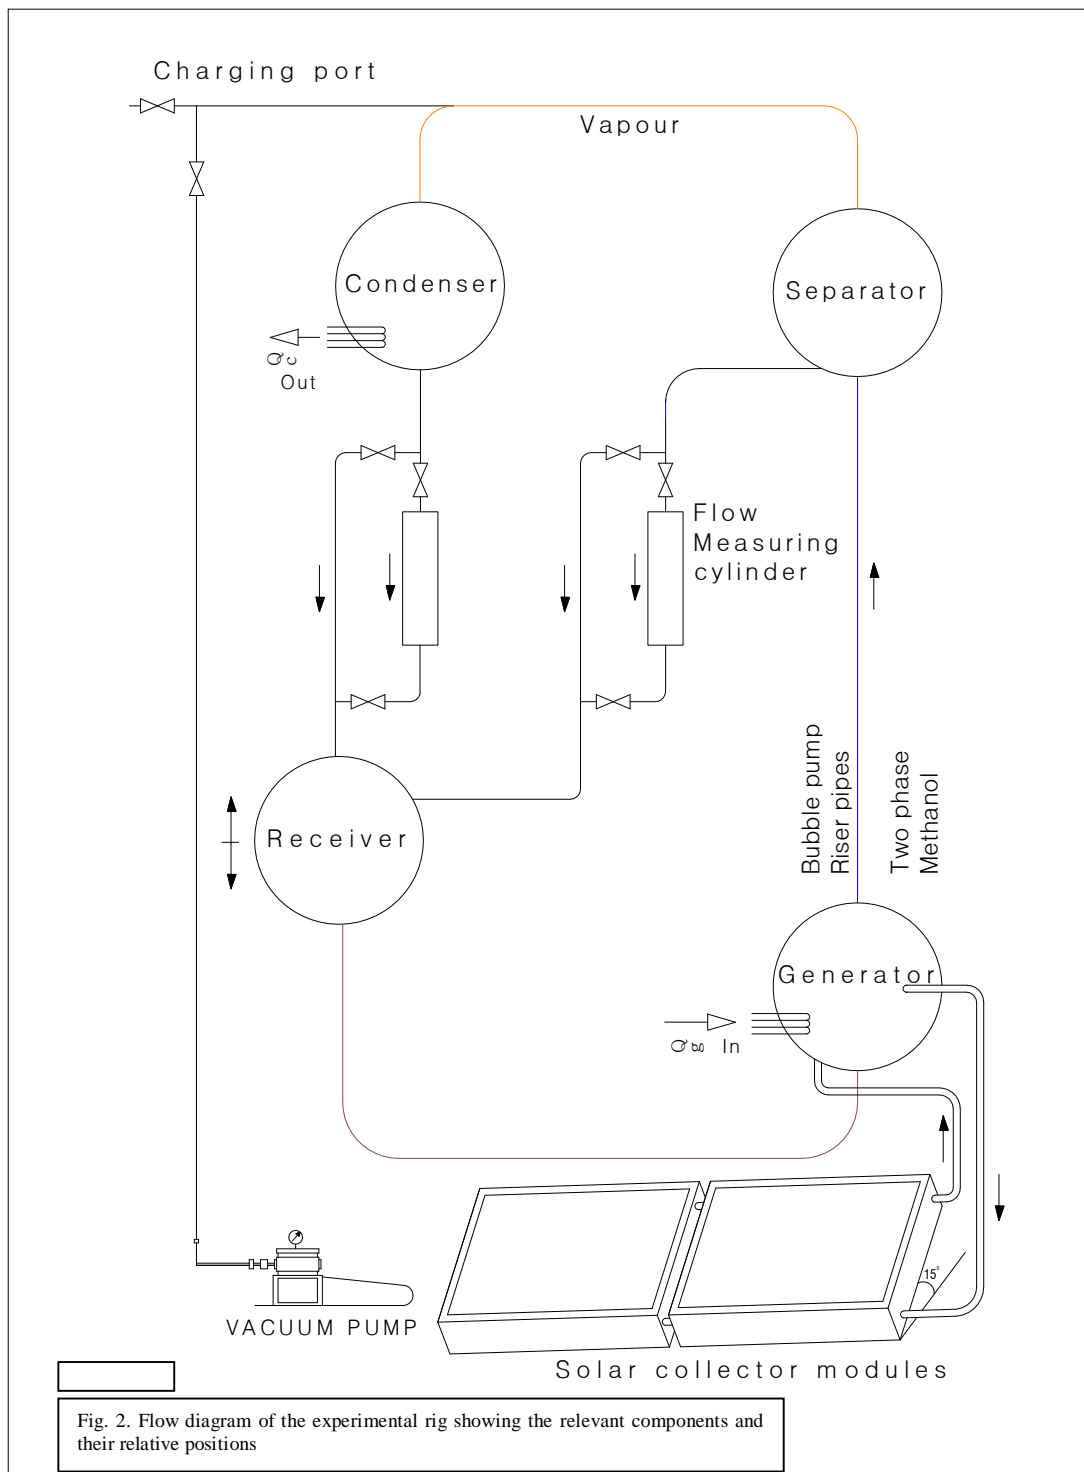 Charging port
Vapour
Condenser
Separator
Qc
Out
Flow
Measuring
cylinder
Bubble pump
Riser pipes
Two phase
Methanol
Receiver
Generator
Qg In
15°
VACUUM PUMP
Solar collector modules
Fig. 2. Flow diagram of the experimental rig showing the relevant components and
their relative positions